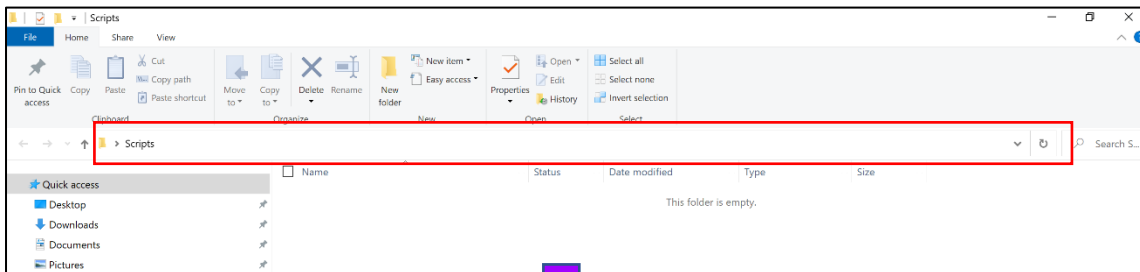 Scripts
File Home Share View
Pin to Quick access
Copy
Paste
Cut
Copy path
Paste shortcut
Clipboard
Move to
Copy to
Delete
Rename
Organize
New folder
New item
Easy access
New
Properties
Open
Edit
History
Open
Select all
Select none
Invert selection
Select
Scripts
Search S...
Name Status Date modified Type Size
This folder is empty.
Quick access
Desktop
Downloads
Documents
Pictures